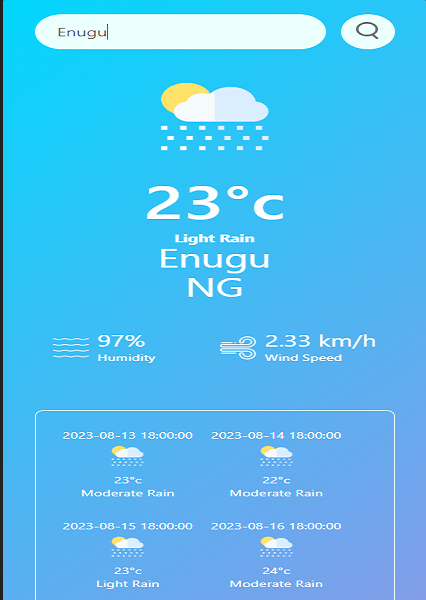 Enugu
23°c
Light Rain
Enugu
NG
97%
Humidity
2.33 km/h
Wind Speed
2023-08-13 18:00:00
23°c
Moderate Rain
2023-08-14 18:00:00
22°c
Moderate Rain
2023-08-15 18:00:00
23°c
Light Rain
2023-08-16 18:00:00
24°c
Moderate Rain